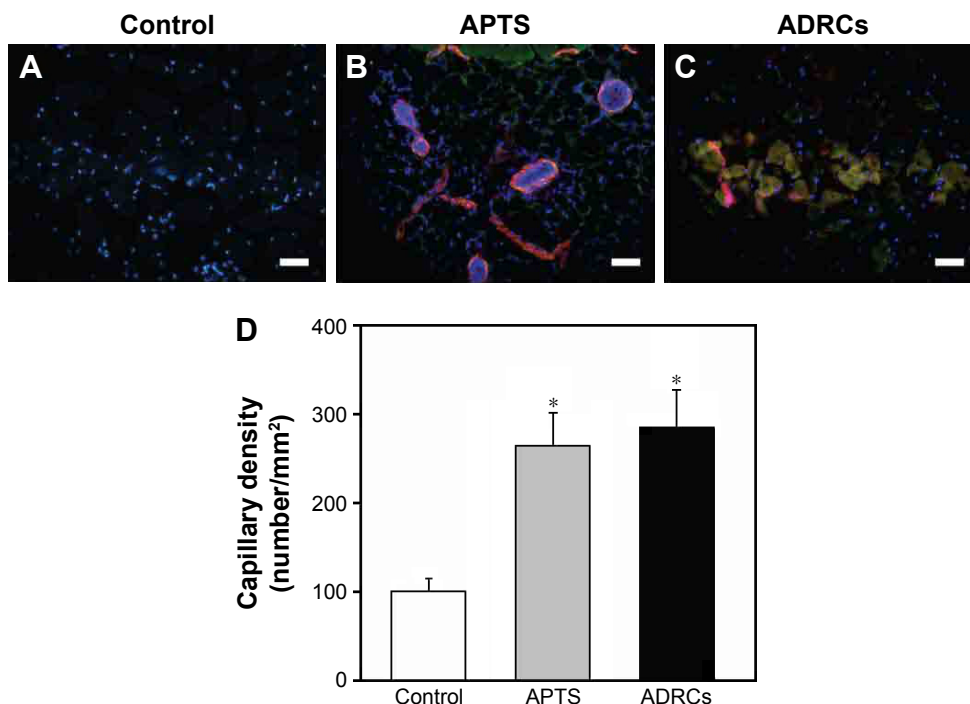 Control APTS ADRCs
A B C
D
400
300
200
100
0
Capillary density
(number/mm²)
* *
Control APTS ADRCs